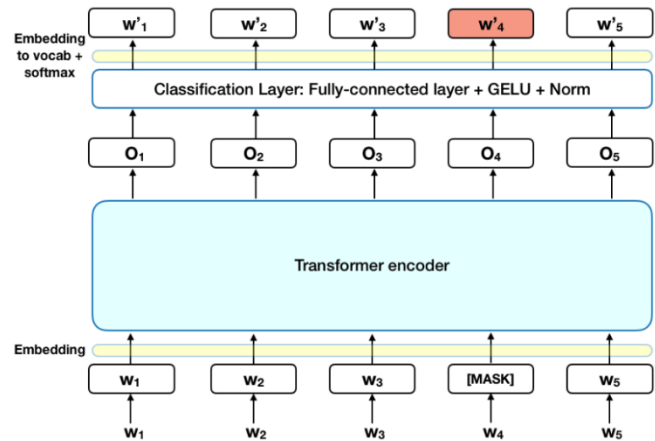 w'₁ w'₂ w'₃ w'₄ w'₅
Embedding
to vocab +
softmax
Classification Layer: Fully-connected layer + GELU + Norm
O₁ O₂ O₃ O₄ O₅
Transformer encoder
Embedding
W₁ W₂ W₃ [MASK] W₅
W₁ W₂ W₃ W₄ W₅